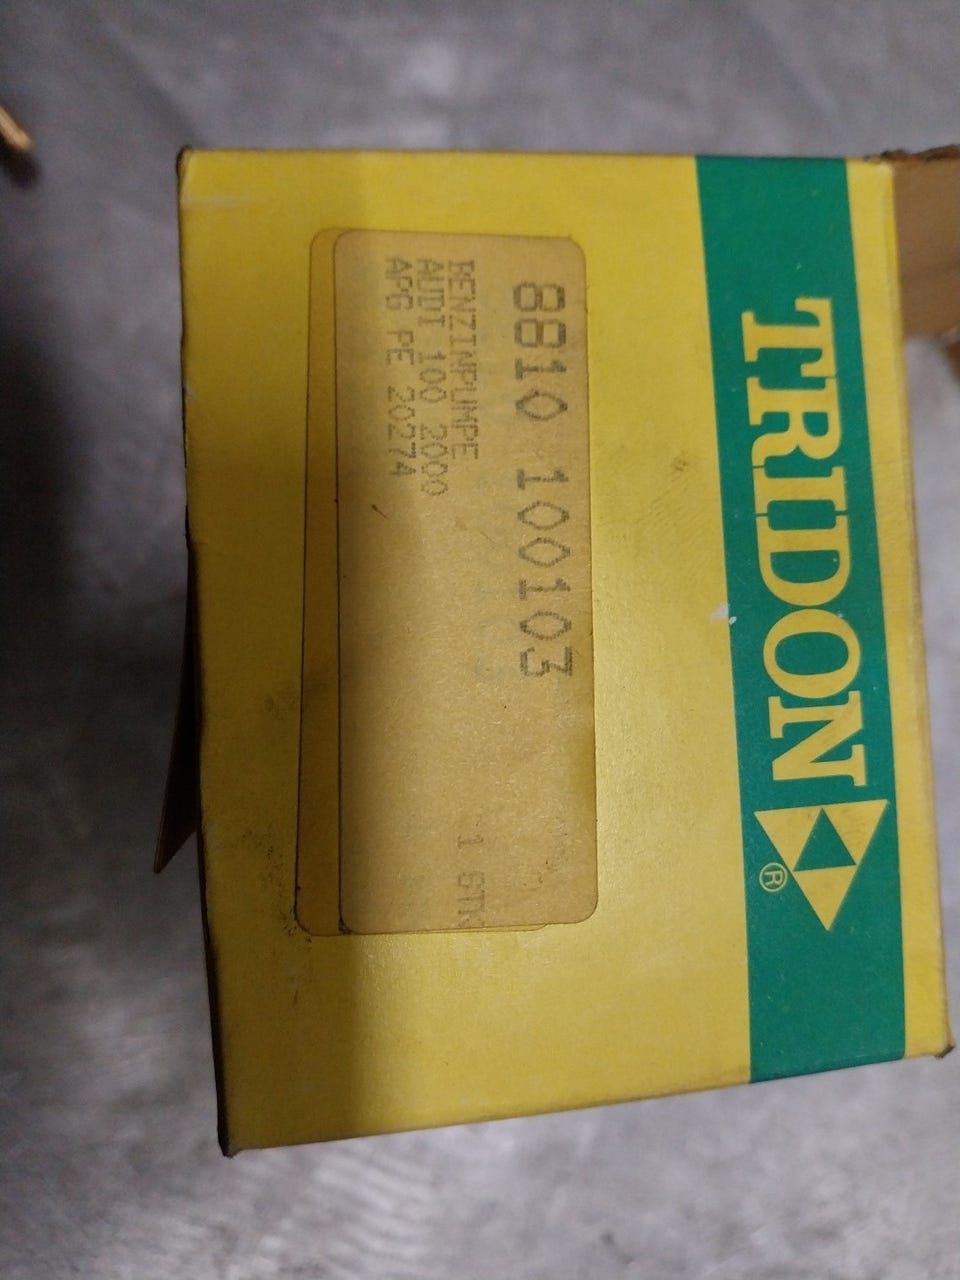 TRIDON
®
8810 100103
BENZINPUMPE
AUDI 100 2000
APG PE 20274
1 STK